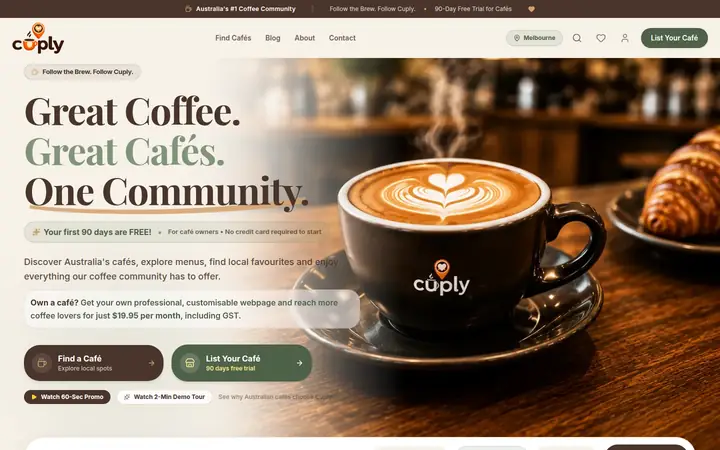 Australia's #1 Coffee Community
Follow the Brew. Follow Cuply.
•
90-Day Free Trial for Cafés
cuply
Find Cafés
Blog
About
Contact
Melbourne
List Your Café
Follow the Brew. Follow Cuply.
Great Coffee.
Great Cafés.
One Community.
Your first 90 days are FREE!
•
For café owners • No credit card required to start
Discover Australia's cafés, explore menus, find local favourites and enjoy
everything our coffee community has to offer.
Own a café? Get your own professional, customisable webpage and reach more
coffee lovers for just $19.95 per month, including GST.
cuply
Find a Café
Explore local spots
List Your Café
90 days free trial
Watch 60-Sec Promo
Watch 2-Min Demo Tour
See why Australian cafés choose Cuply